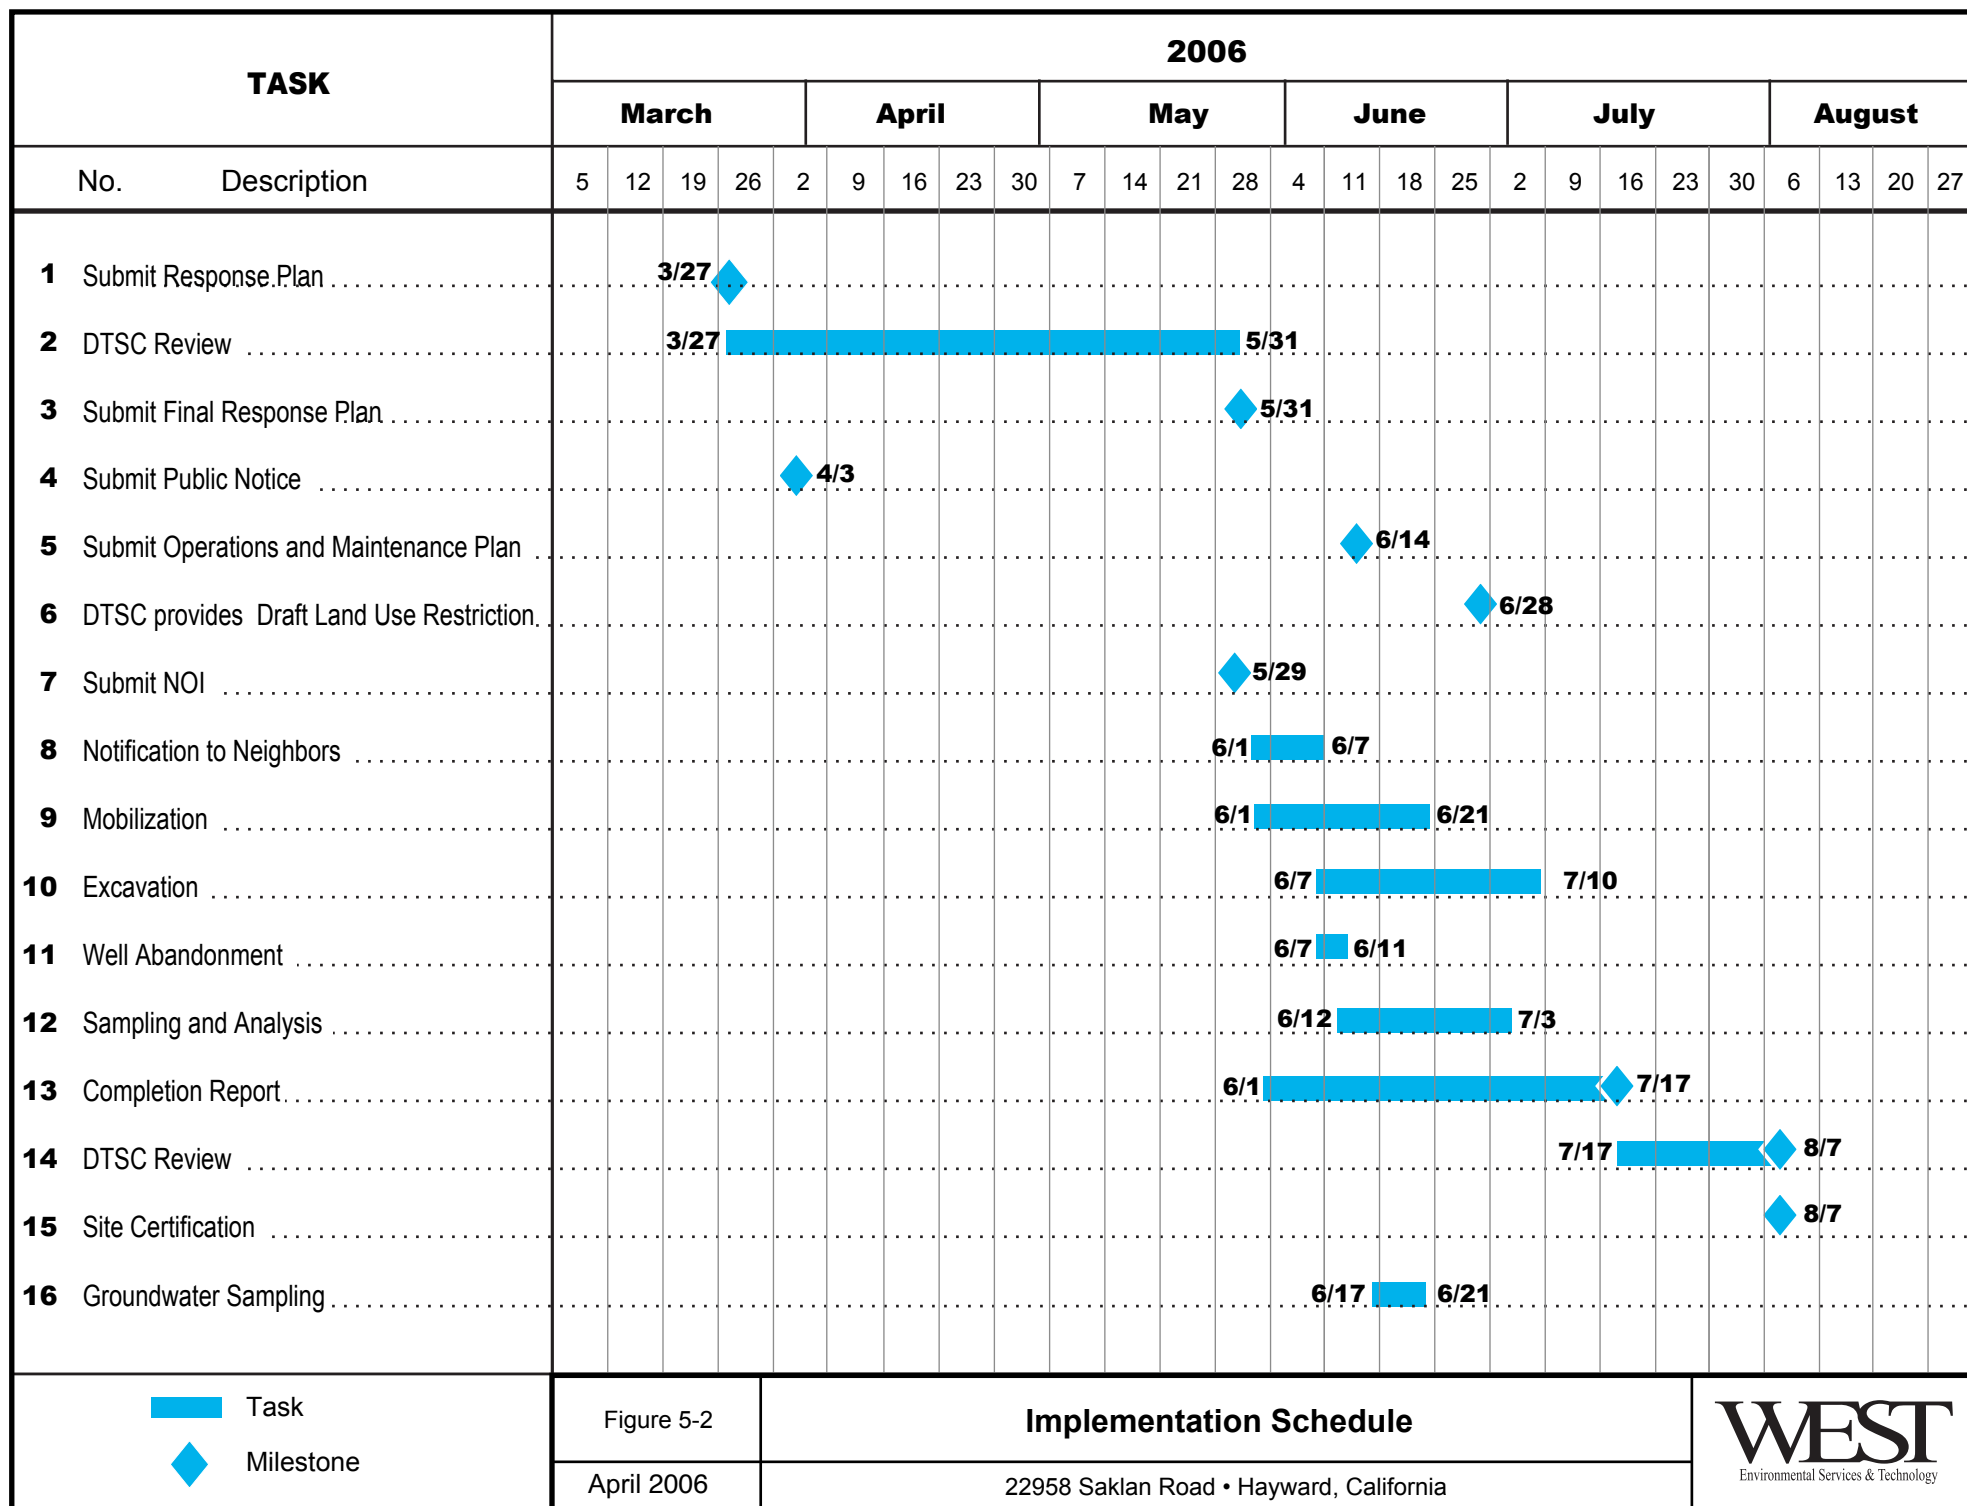 TASK
2006
March April May June July August
No. Description 5 12 19 26 2 9 16 23 30 7 14 21 28 4 11 18 25 2 9 16 23 30 6 13 20 27
1 Submit Response Plan 3/27
2 DTSC Review 3/27 5/31
3 Submit Final Response Plan 5/31
4 Submit Public Notice 4/3
5 Submit Operations and Maintenance Plan 6/14
6 DTSC provides Draft Land Use Restriction 6/28
7 Submit NOI 5/29
8 Notification to Neighbors 6/1 6/7
9 Mobilization 6/1 6/21
10 Excavation 6/7 7/10
11 Well Abandonment 6/7 6/11
12 Sampling and Analysis 6/12 7/3
13 Completion Report 6/1 7/17
14 DTSC Review 7/17 8/7
15 Site Certification 8/7
16 Groundwater Sampling 6/17 6/21
Task
Milestone
Figure 5-2
April 2006
Implementation Schedule
22958 Saklan Road • Hayward, California
WEST
Environmental Services & Technology